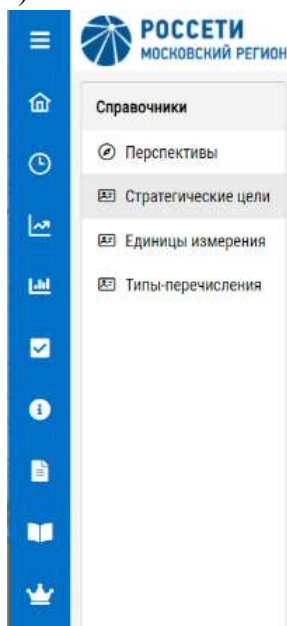 РОССЕТИ
МОСКОВСКИЙ РЕГИОН
Справочники
Перспективы
Стратегические цели
Единицы измерения
Типы-перечисления